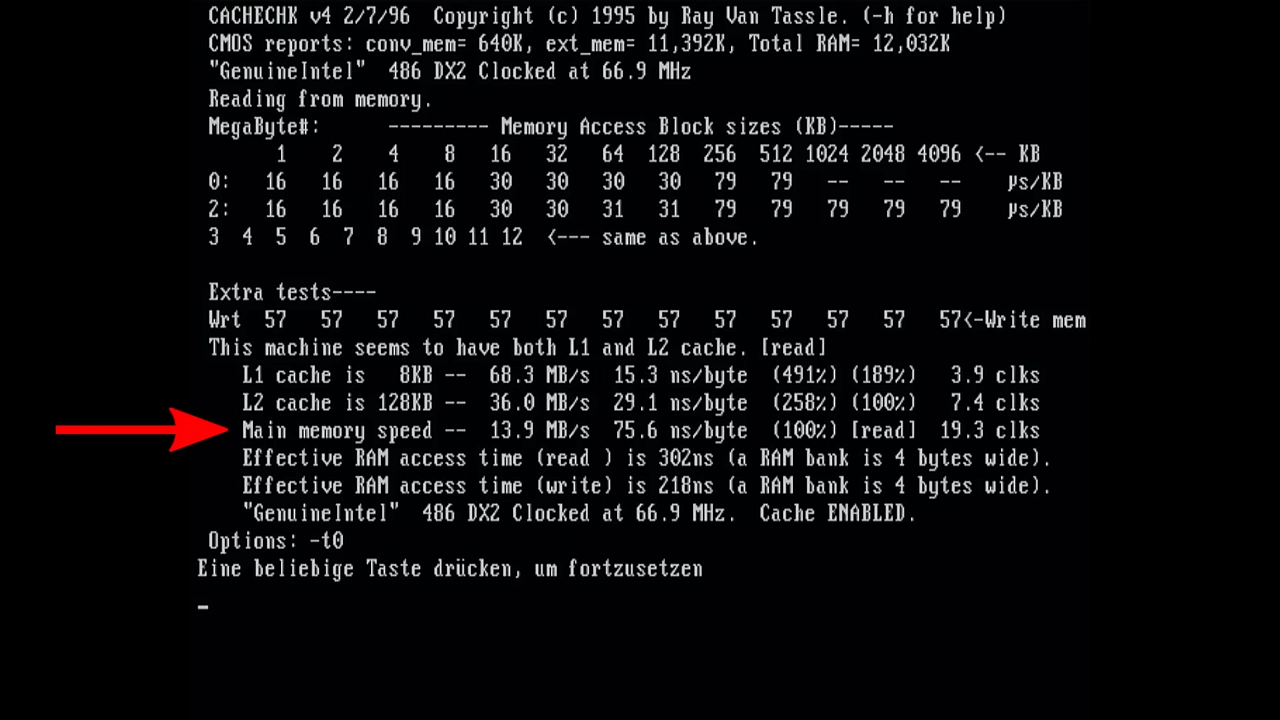 CACHECHK v4 2/7/96  Copyright (c) 1995 by Ray Van Tassle. (-h for help)
CMOS reports: conv_mem= 640K, ext_mem= 11,392K, Total RAM= 12,032K
"GenuineIntel"  486 DX2 Clocked at 66.9 MHz
Reading from memory.
MegaByte#:      --------- Memory Access Block sizes (KB)-----
1    2    4    8   16   32   64  128  256  512 1024 2048 4096 <-- KB
0:   16   16   16   16   30   30   30   30   79   79   --   --   --    µs/KB
2:   16   16   16   16   30   30   31   31   79   79   79   79   79    µs/KB
3  4  5  6  7  8  9 10 11 12  <--- same as above.
Extra tests----
Wrt  57   57   57   57   57   57   57   57   57   57   57   57   57<-Write mem
This machine seems to have both L1 and L2 cache. [read]
L1 cache is   8KB --  68.3 MB/s  15.3 ns/byte  (491%) (189%)   3.9 clks
L2 cache is 128KB --  36.0 MB/s  29.1 ns/byte  (258%) (100%)   7.4 clks
Main memory speed --  13.9 MB/s  75.6 ns/byte  (100%) [read]  19.3 clks
Effective RAM access time (read ) is 302ns (a RAM bank is 4 bytes wide).
Effective RAM access time (write) is 218ns (a RAM bank is 4 bytes wide).
"GenuineIntel"  486 DX2 Clocked at 66.9 MHz.  Cache ENABLED.
Options: -t0
Eine beliebige Taste drücken, um fortzusetzen